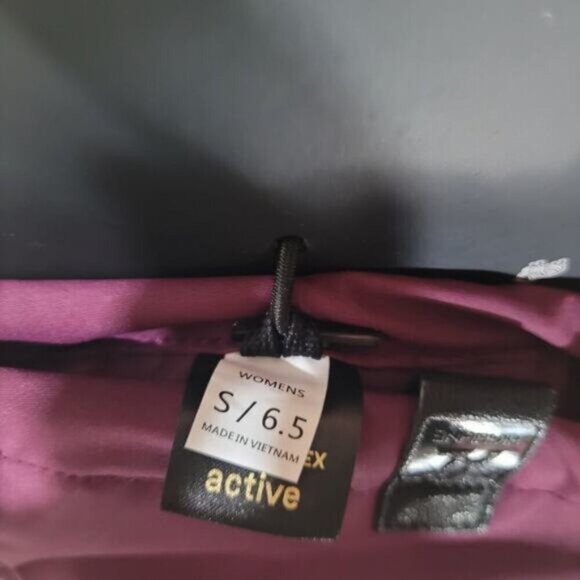 WOMENS
S / 6.5
MADE IN VIETNAM
EX
active